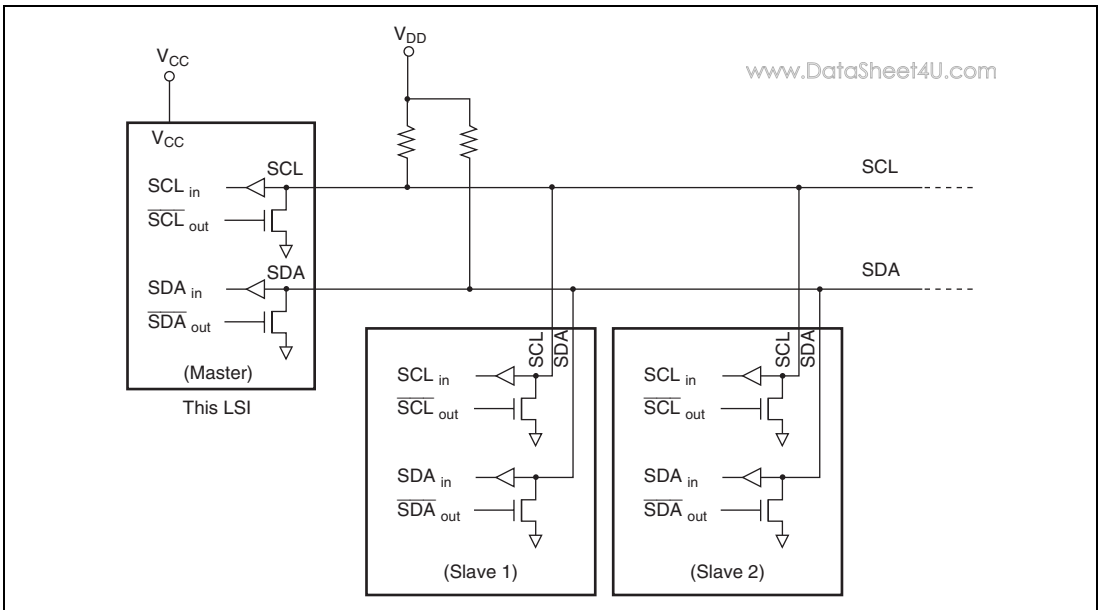 VDD
VCC
www.DataSheet4U.com
VCC
SCL
SCL in
SCL out
SDA
SDA in
SDA out
(Master)
This LSI
SCL
SDA
SCL
SDA
SCL in
SCL out
SDA in
SDA out
(Slave 1)
SCL
SDA
SCL in
SCL out
SDA in
SDA out
(Slave 2)